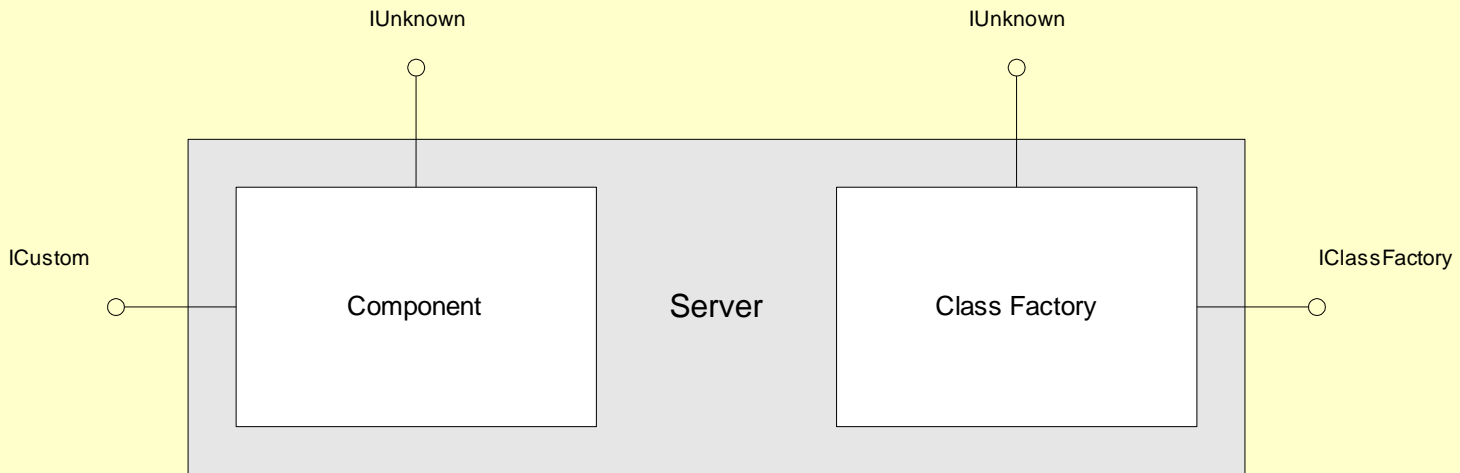 IUnknown
IUnknown
ICustom
IClassFactory
Component
Server
Class Factory